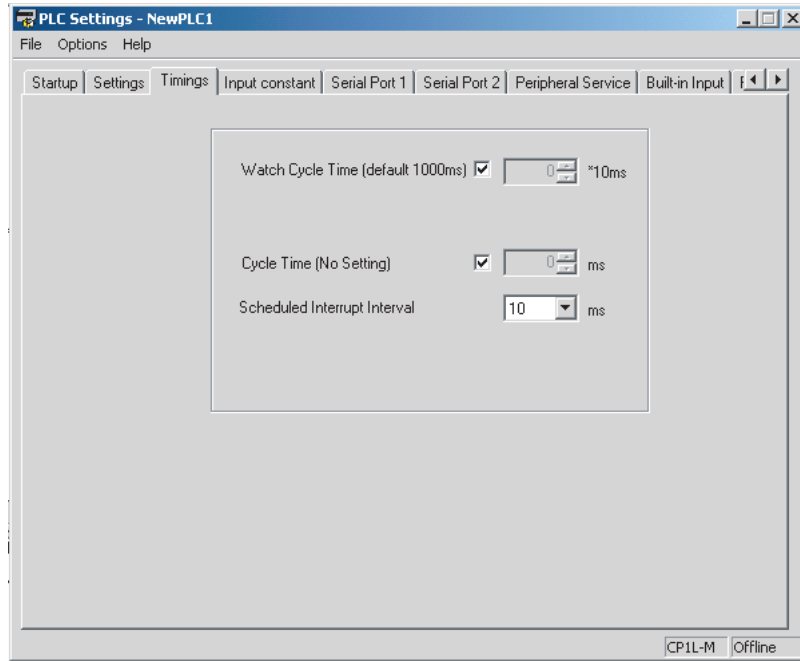 PLC Settings - NewPLC1
File Options Help
Startup Settings Timings Input constant Serial Port 1 Serial Port 2 Peripheral Service Built-in Input
Watch Cycle Time (default 1000ms) 0 *10ms
Cycle Time (No Setting) 0 ms
Scheduled Interrupt Interval 10 ms
CP1L-M Offline